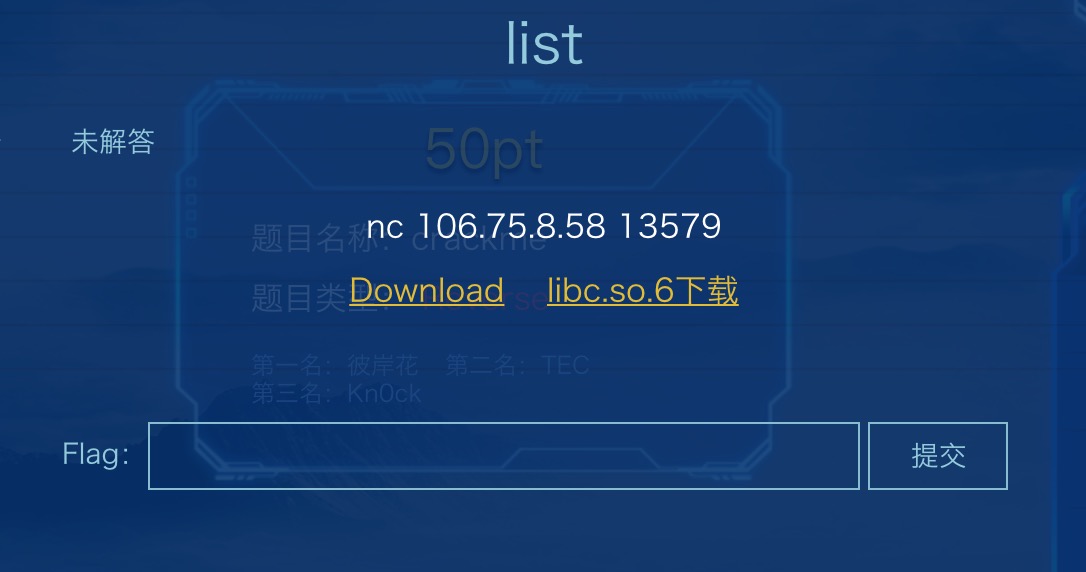 list
未解答
50pt
nc 106.75.8.58 13579
题目名称: crackme
Download libc.so.6下载
题目类型: Reverse
第一名: 彼岸花 第二名: TEC
第三名: Kn0ck
Flag:
提交